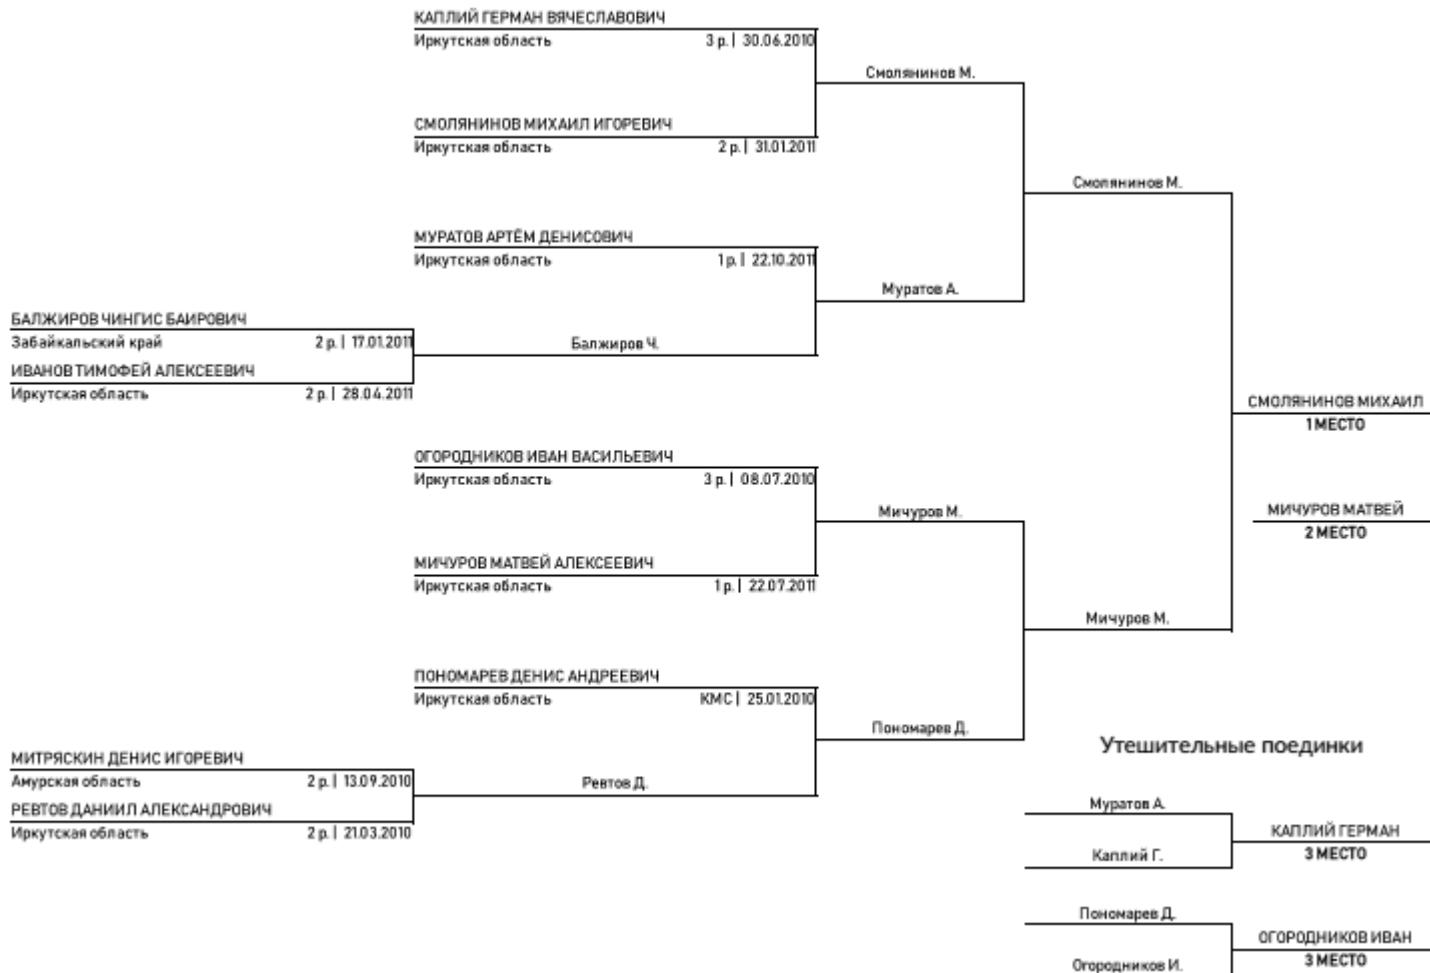 КАПЛИЙ ГЕРМАН ВЯЧЕСЛАВОВИЧ
Иркутская область 3 р. | 30.06.2010
Смолянинов М.
СМОЛЯНИНОВ МИХАИЛ ИГОРЕВИЧ
Иркутская область 2 р. | 31.01.2011
Смолянинов М.
МУРАТОВ АРТЁМ ДЕНИСОВИЧ
Иркутская область 1 р. | 22.10.2011
Муратов А.
БАЛЖИРОВ ЧИНГИС БАИРОВИЧ
Забайкальский край 2 р. | 17.01.2011
Балжиров Ч.
ИВАНОВ ТИМОФЕЙ АЛЕКСЕЕВИЧ
Иркутская область 2 р. | 28.04.2011
СМОЛЯНИНОВ МИХАИЛ
1 МЕСТО
ОГОРОДНИКОВ ИВАН ВАСИЛЬЕВИЧ
Иркутская область 3 р. | 08.07.2010
Мичуров М.
МИЧУРОВ МАТВЕЙ
2 МЕСТО
МИЧУРОВ МАТВЕЙ АЛЕКСЕЕВИЧ
Иркутская область 1 р. | 22.07.2011
Мичуров М.
ПОНОМАРЕВ ДЕНИС АНДРЕЕВИЧ
Иркутская область КМС | 25.01.2010
Пономарев Д.
Утешительные поединки
МИТРЯСКИН ДЕНИС ИГОРЕВИЧ
Амурская область 2 р. | 13.09.2010
Ревтов Д.
РЕВТОВ ДАНИИЛ АЛЕКСАНДРОВИЧ
Иркутская область 2 р. | 21.03.2010
Муратов А.
КАПЛИЙ ГЕРМАН
3 МЕСТО
Каплий Г.
Пономарев Д.
ОГОРОДНИКОВ ИВАН
3 МЕСТО
Огородников И.